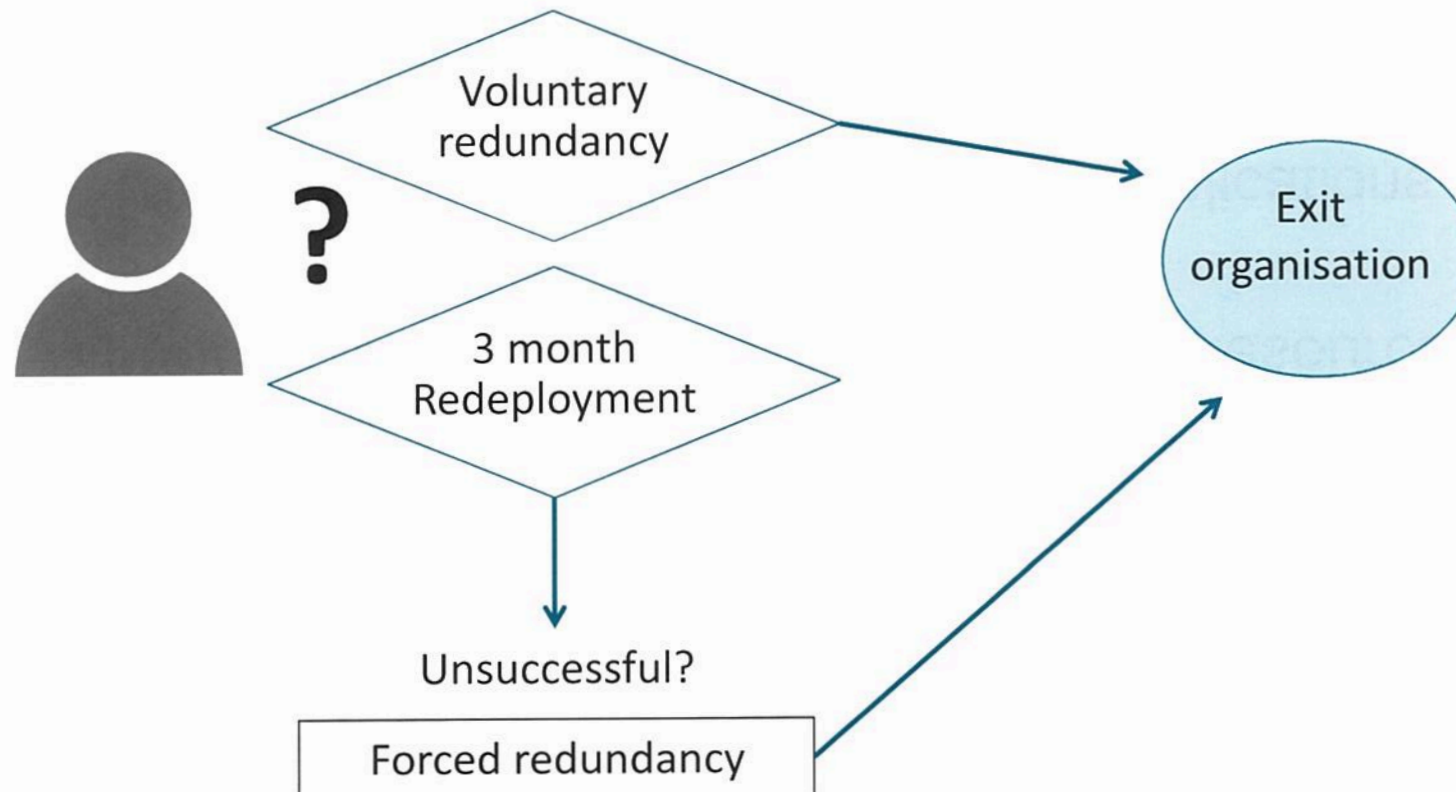 Voluntary
redundancy
?
Exit
organisation
3 month
Redeployment
Unsuccessful?
Forced redundancy